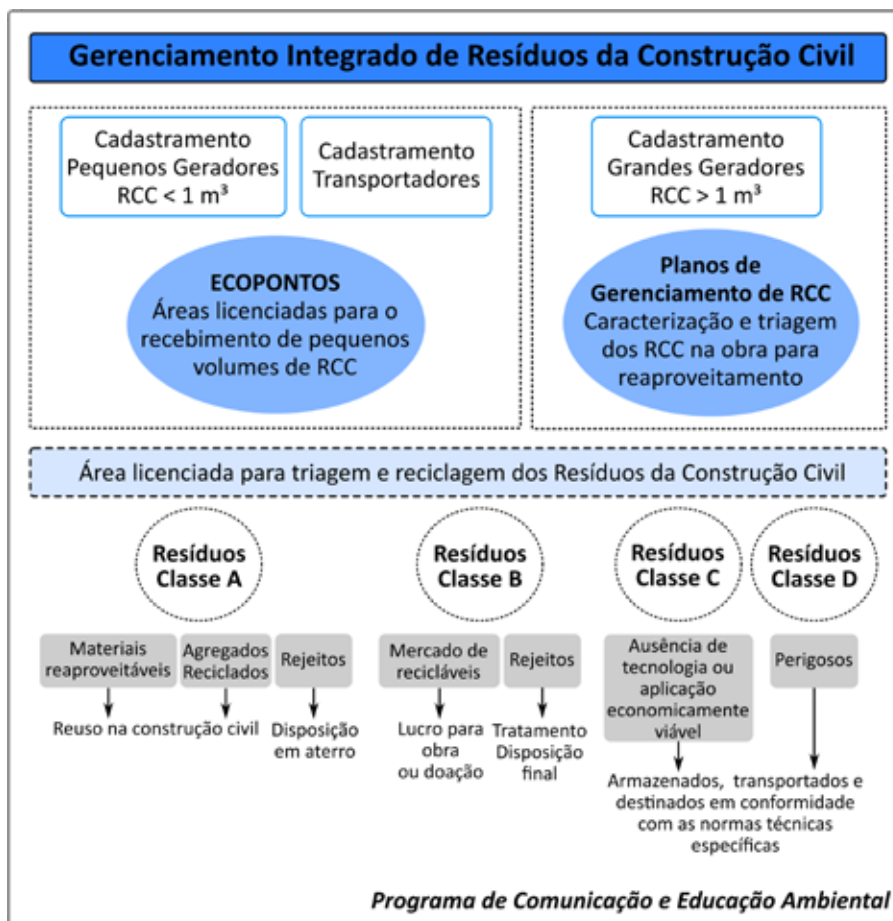 Gerenciamento Integrado de Resíduos da Construção Civil
Cadastramento
Pequenos Geradores
RCC < 1 m³
Cadastramento
Transportadores
Cadastramento
Grandes Geradores
RCC > 1 m³
ECOPONTOS
Áreas licenciadas para o
recebimento de pequenos
volumes de RCC
Planos de
Gerenciamento de RCC
Caracterização e triagem
dos RCC na obra para
reaproveitamento
Área licenciada para triagem e reciclagem dos Resíduos da Construção Civil
Resíduos
Classe A
Resíduos
Classe B
Resíduos
Classe C
Resíduos
Classe D
Materiais
reaproveitáveis
Agregados
Reciclados
Rejeitos
Mercado de
recicláveis
Rejeitos
Ausência de
tecnologia ou
aplicação
economicamente
viável
Perigosos
Reuso na construção civil
Disposição
em aterro
Lucro para
obra
ou doação
Tratamento
Disposição
final
Armazenados, transportados e
destinados em conformidade
com as normas técnicas
específicas
Programa de Comunicação e Educação Ambiental